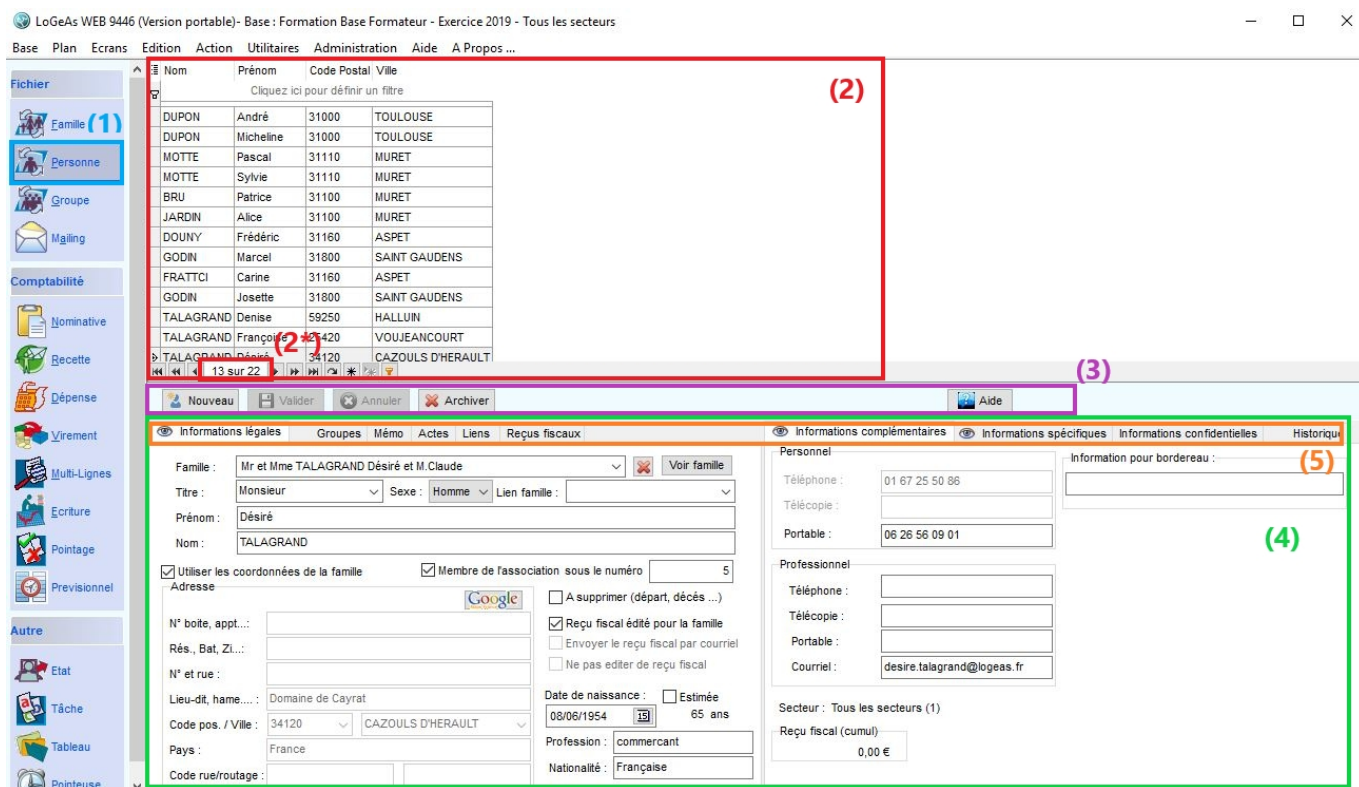 LoGeAs WEB 9446 (Version portable)- Base : Formation Base Formateur - Exercice 2019 - Tous les secteurs
Base Plan Ecrans Edition Action Utilitaires Administration Aide A Propos ...
Fichier
Famille (1)
Personne
Groupe
Mailing
Comptabilité
Nominative
Recette
Dépense
Virement
Multi-Lignes
Ecriture
Pointage
Previsionnel
Autre
Etat
Tâche
Tableau
Pointeuse
Nom Prénom Code Postal Ville
Cliquez ici pour définir un filtre
(2)
DUPON André 31000 TOULOUSE
DUPON Micheline 31000 TOULOUSE
MOTTE Pascal 31110 MURET
MOTTE Sylvie 31110 MURET
BRU Patrice 31100 MURET
JARDIN Alice 31100 MURET
DOUNY Frédéric 31160 ASPET
GODIN Marcel 31800 SAINT GAUDENS
FRATTCI Carine 31160 ASPET
GODIN Josette 31800 SAINT GAUDENS
TALAGRAND Denise 59250 HALLUIN
TALAGRAND Françoise 25420 VOUJEANCOURT
(2*)
TALAGRAND Désiré 34120 CAZOULS D'HERAULT
13 sur 22
(3)
Nouveau Valider Annuler Archiver Aide
Informations légales Groupes Mémo Actes Liens Reçus fiscaux
Famille : Mr et Mme TALAGRAND Désiré et M.Claude Voir famille
Titre : Monsieur Sexe : Homme Lien famille :
Prénom : Désiré
Nom : TALAGRAND
Utiliser les coordonnées de la famille Membre de l'association sous le numéro 5
Adresse
Google
N° boite, appt...:
Rés., Bat, Zi...:
N° et rue :
Lieu-dit, hame.... : Domaine de Cayrat
Code pos. / Ville : 34120 CAZOULS D'HERAULT
Pays : France
Code rue/routage :
A supprimer (départ, décés ...)
Reçu fiscal édité pour la famille
Envoyer le reçu fiscal par courriel
Ne pas editer de reçu fiscal
Date de naissance : Estimée
08/06/1954 15 65 ans
Profession : commercant
Nationalité : Française
Informations complémentaires Informations spécifiques Informations confidentielles Historique
(5)
Personnel
Téléphone : 01 67 25 50 86
Télécopie :
Portable : 06 26 56 09 01
Information pour bordereau :
(4)
Professionnel
Téléphone :
Télécopie :
Portable :
Courriel : desire.talagrand@logeas.fr
Secteur : Tous les secteurs (1)
Reçu fiscal (cumul)
0,00 €